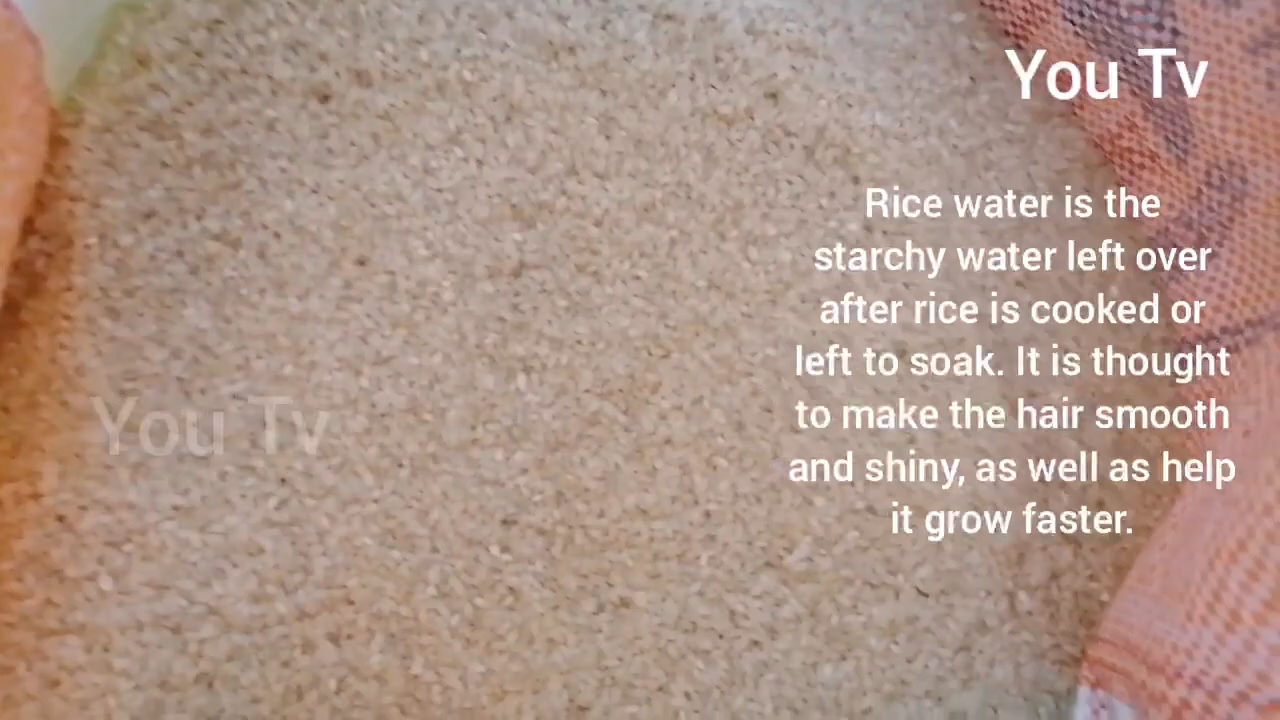 You Tv
Rice water is the
starchy water left over
after rice is cooked or
left to soak. It is thought
to make the hair smooth
and shiny, as well as help
it grow faster.
You Tv